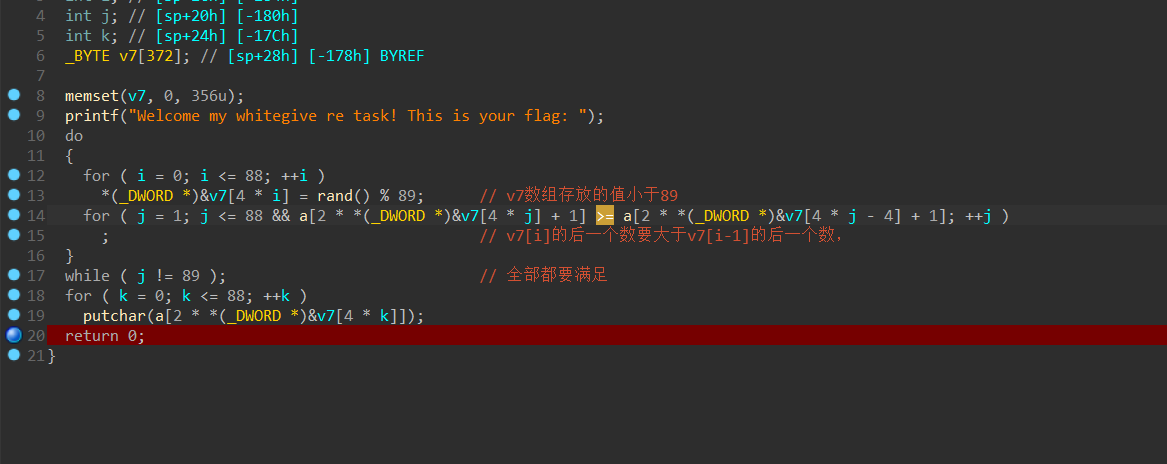 4 int j; // [sp+20h] [-180h]
5 int k; // [sp+24h] [-17Ch]
6 _BYTE v7[372]; // [sp+28h] [-178h] BYREF
7
8 memset(v7, 0, 356u);
9 printf("Welcome my whitegive re task! This is your flag: ");
10 do
11 {
12 for ( i = 0; i <= 88; ++i )
13 *(_DWORD *)&v7[4 * i] = rand() % 89; // v7数组存放的值小于89
14 for ( j = 1; j <= 88 && a[2 * *(_DWORD *)&v7[4 * j] + 1] >= a[2 * *(_DWORD *)&v7[4 * j - 4] + 1]; ++j )
15 ; // v7[i]的后一个数要大于v7[i-1]的后一个数,
16 }
17 while ( j != 89 ); // 全部都要满足
18 for ( k = 0; k <= 88; ++k )
19 putchar(a[2 * *(_DWORD *)&v7[4 * k]]);
20 return 0;
21 }